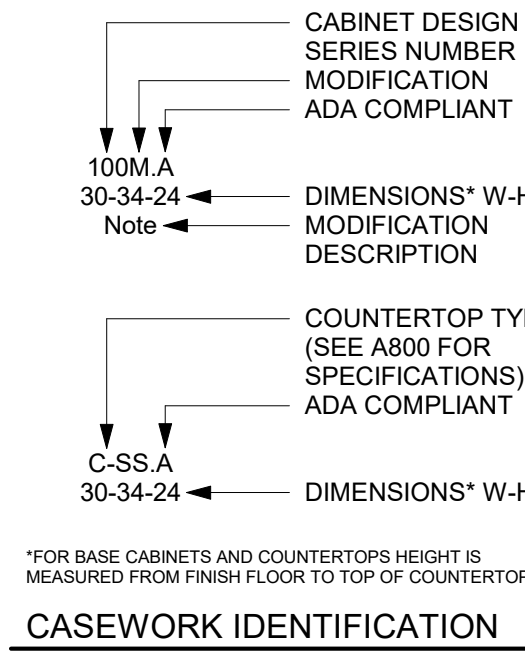 CABINET DESIGN
SERIES NUMBER
MODIFICATION
ADA COMPLIANT
100M.A
30-34-24 DIMENSIONS* W-H
Note MODIFICATION
DESCRIPTION
COUNTERTOP TY
(SEE A800 FOR
SPECIFICATIONS)
ADA COMPLIANT
C-SS.A
30-34-24 DIMENSIONS* W-H
*FOR BASE CABINETS AND COUNTERTOPS HEIGHT IS
MEASURED FROM FINISH FLOOR TO TOP OF COUNTERTOP
CASEWORK IDENTIFICATION